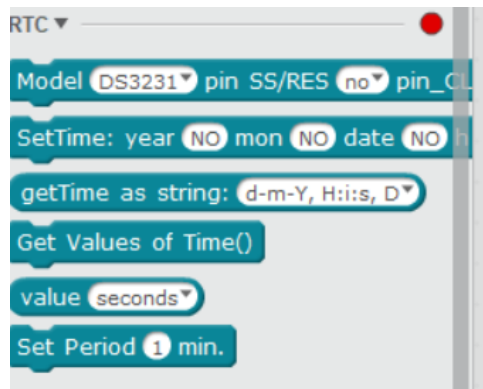 RTC
Model DS3231 pin SS/RES no pin_CL
SetTime: year NO mon NO date NO h
getTime as string: d-m-Y, H:i:s, D
Get Values of Time()
value seconds
Set Period 1 min.